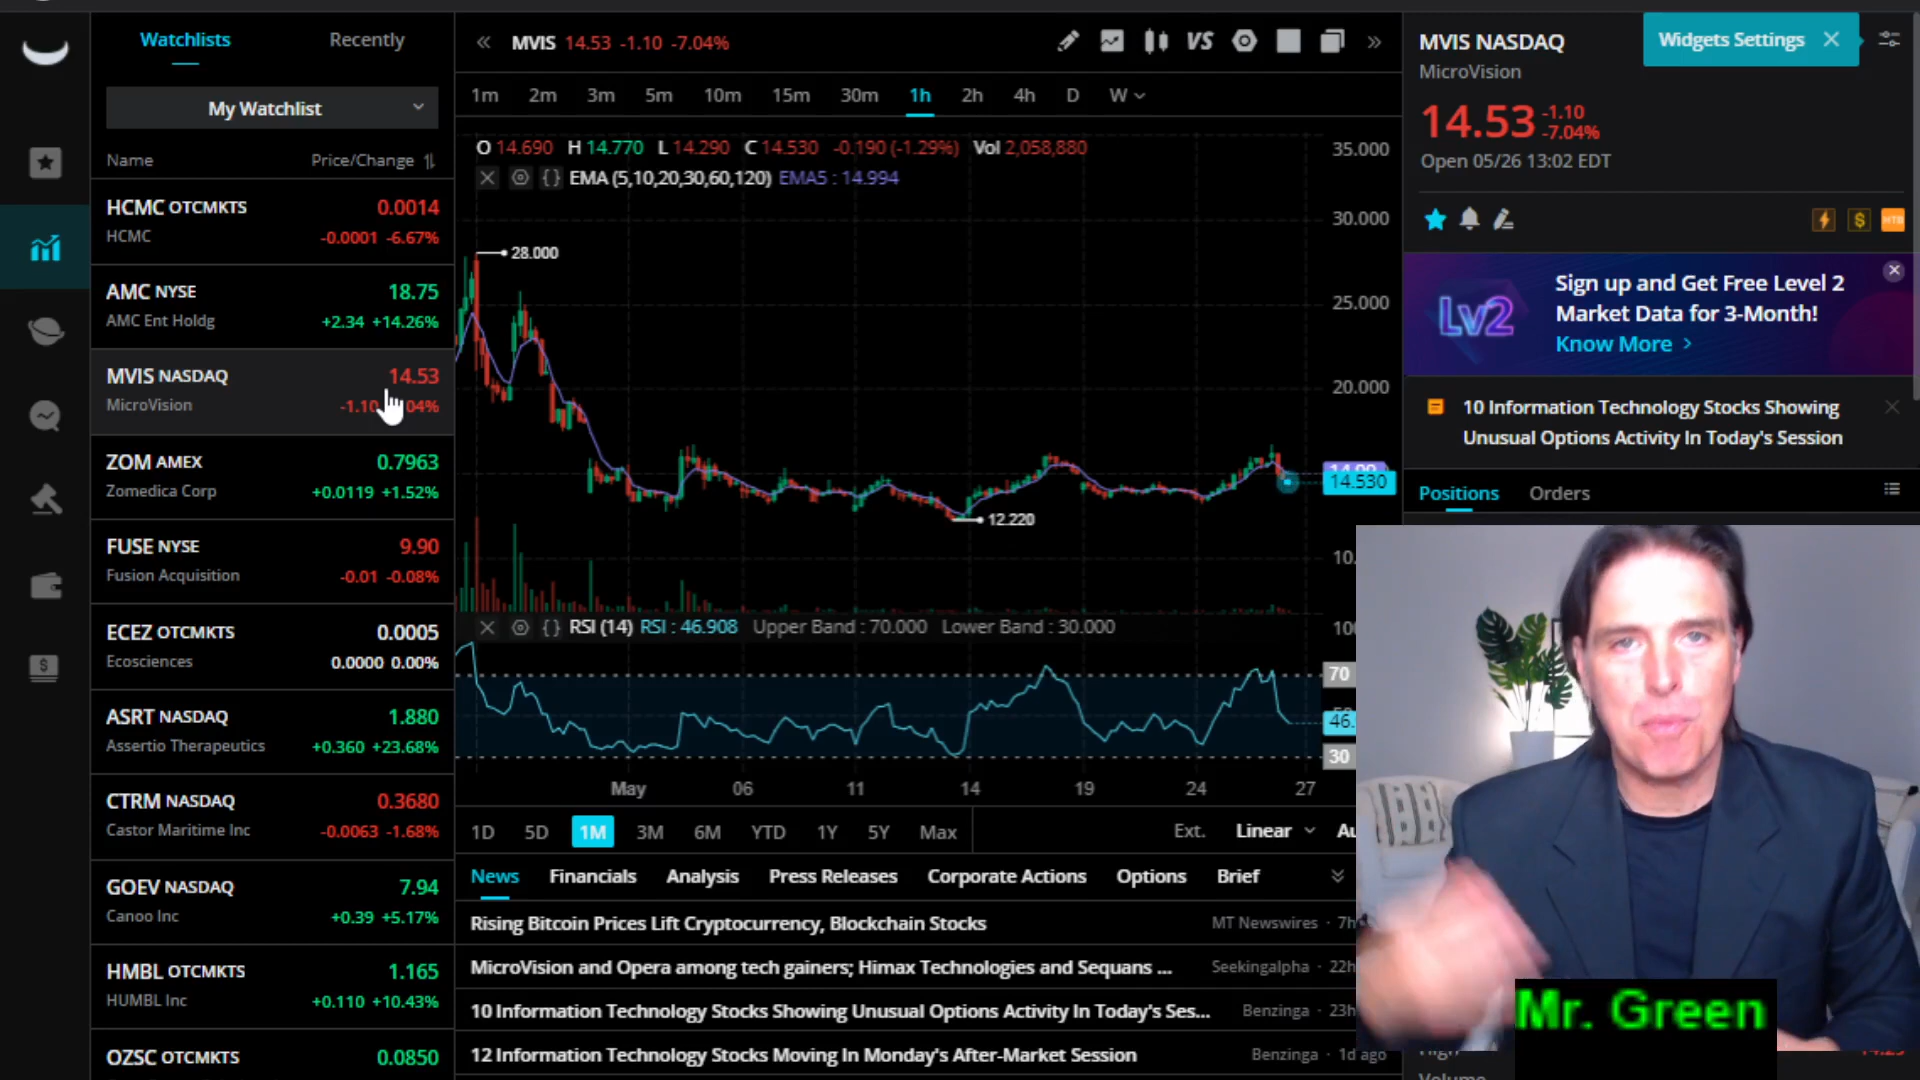 Watchlists Recently
My Watchlist
Name Price/Change
HCMC OTCMKTS 0.0014
HCMC -0.0001 -6.67%
AMC NYSE 18.75
AMC Ent Holdg +2.34 +14.26%
MVIS NASDAQ 14.53
MicroVision -1.10 04%
ZOM AMEX 0.7963
Zomedica Corp +0.0119 +1.52%
FUSE NYSE 9.90
Fusion Acquisition -0.01 -0.08%
ECEZ OTCMKTS 0.0005
Ecosciences 0.0000 0.00%
ASRT NASDAQ 1.880
Assertio Therapeutics +0.360 +23.68%
CTRM NASDAQ 0.3680
Castor Maritime Inc -0.0063 -1.68%
GOEV NASDAQ 7.94
Canoo Inc +0.39 +5.17%
HMBL OTCMKTS 1.165
HUMBL Inc +0.110 +10.43%
OZSC OTCMKTS 0.0850
MVIS 14.53 -1.10 -7.04%
VS
1m 2m 3m 5m 10m 15m 30m 1h 2h 4h D W
O 14.690 H 14.770 L 14.290 C 14.530 -0.190 (-1.29%) Vol 2,058,880
EMA (5,10,20,30,60,120) EMA5 : 14.994
35.000
30.000
28.000
25.000
20.000
14.530
12.220
10.
RSI (14) RSI : 46.908 Upper Band : 70.000 Lower Band : 30.000
100
70
46.
30
May 06 11 14 19 24 27
1D 5D 1M 3M 6M YTD 1Y 5Y Max Ext. Linear Au
News Financials Analysis Press Releases Corporate Actions Options Brief
Rising Bitcoin Prices Lift Cryptocurrency, Blockchain Stocks MT Newswires · 7h
MicroVision and Opera among tech gainers; Himax Technologies and Sequans ... Seekingalpha · 22h
10 Information Technology Stocks Showing Unusual Options Activity In Today's Ses... Benzinga · 23h
12 Information Technology Stocks Moving In Monday's After-Market Session Benzinga · 1d ago
MVIS NASDAQ
Widgets Settings
MicroVision
14.53 -1.10
-7.04%
Open 05/26 13:02 EDT
HTB
Lv2
Sign up and Get Free Level 2
Market Data for 3-Month!
Know More >
10 Information Technology Stocks Showing
Unusual Options Activity In Today's Session
Positions Orders
Mr. Green